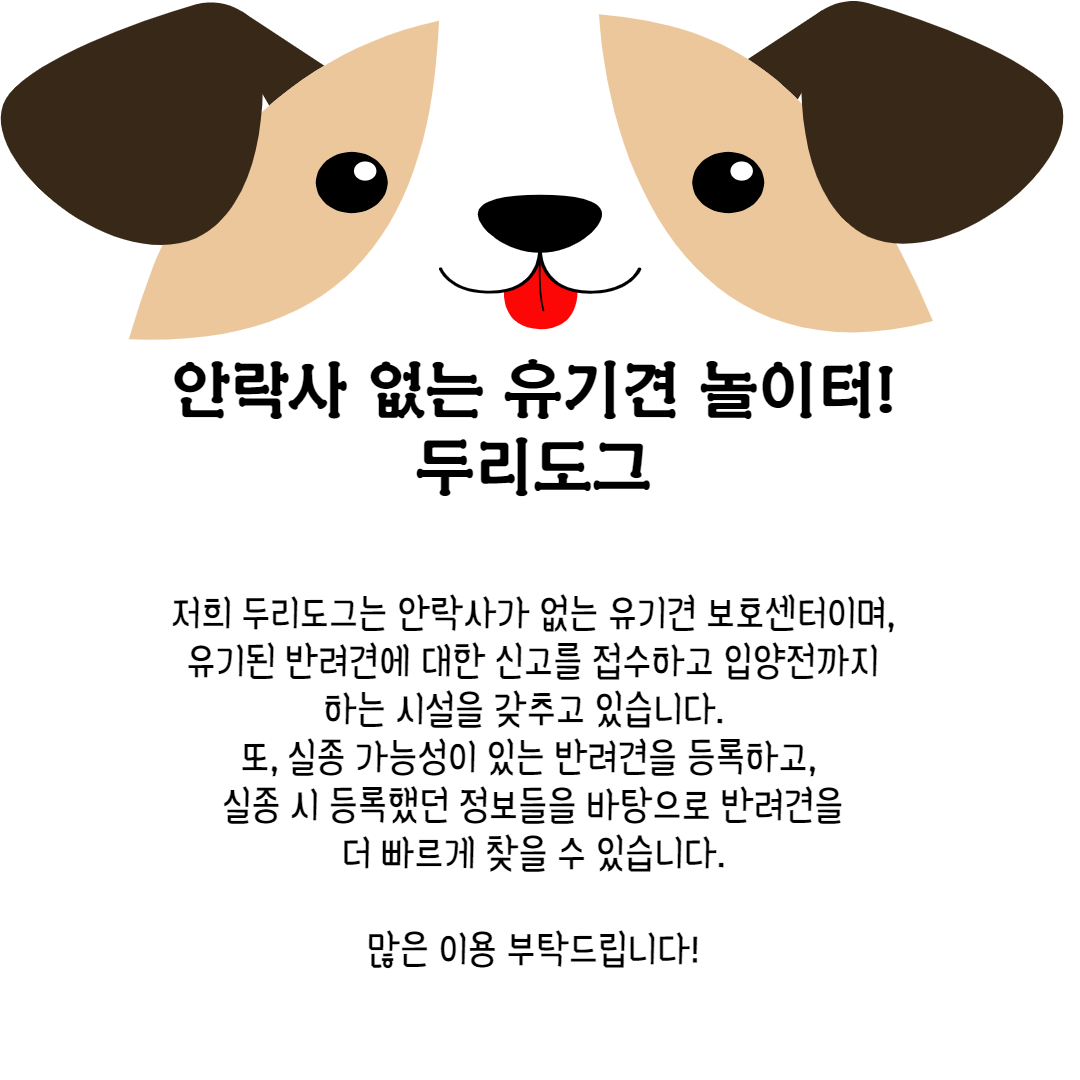 안락사 없는 유기견 놀이터!
두리도그
저희 두리도그는 안락사가 없는 유기견 보호센터이며,
유기된 반려견에 대한 신고를 접수하고 입양전까지
하는 시설을 갖추고 있습니다.
또, 실종 가능성이 있는 반려견을 등록하고,
실종 시 등록했던 정보들을 바탕으로 반려견을
더 빠르게 찾을 수 있습니다.
많은 이용 부탁드립니다!